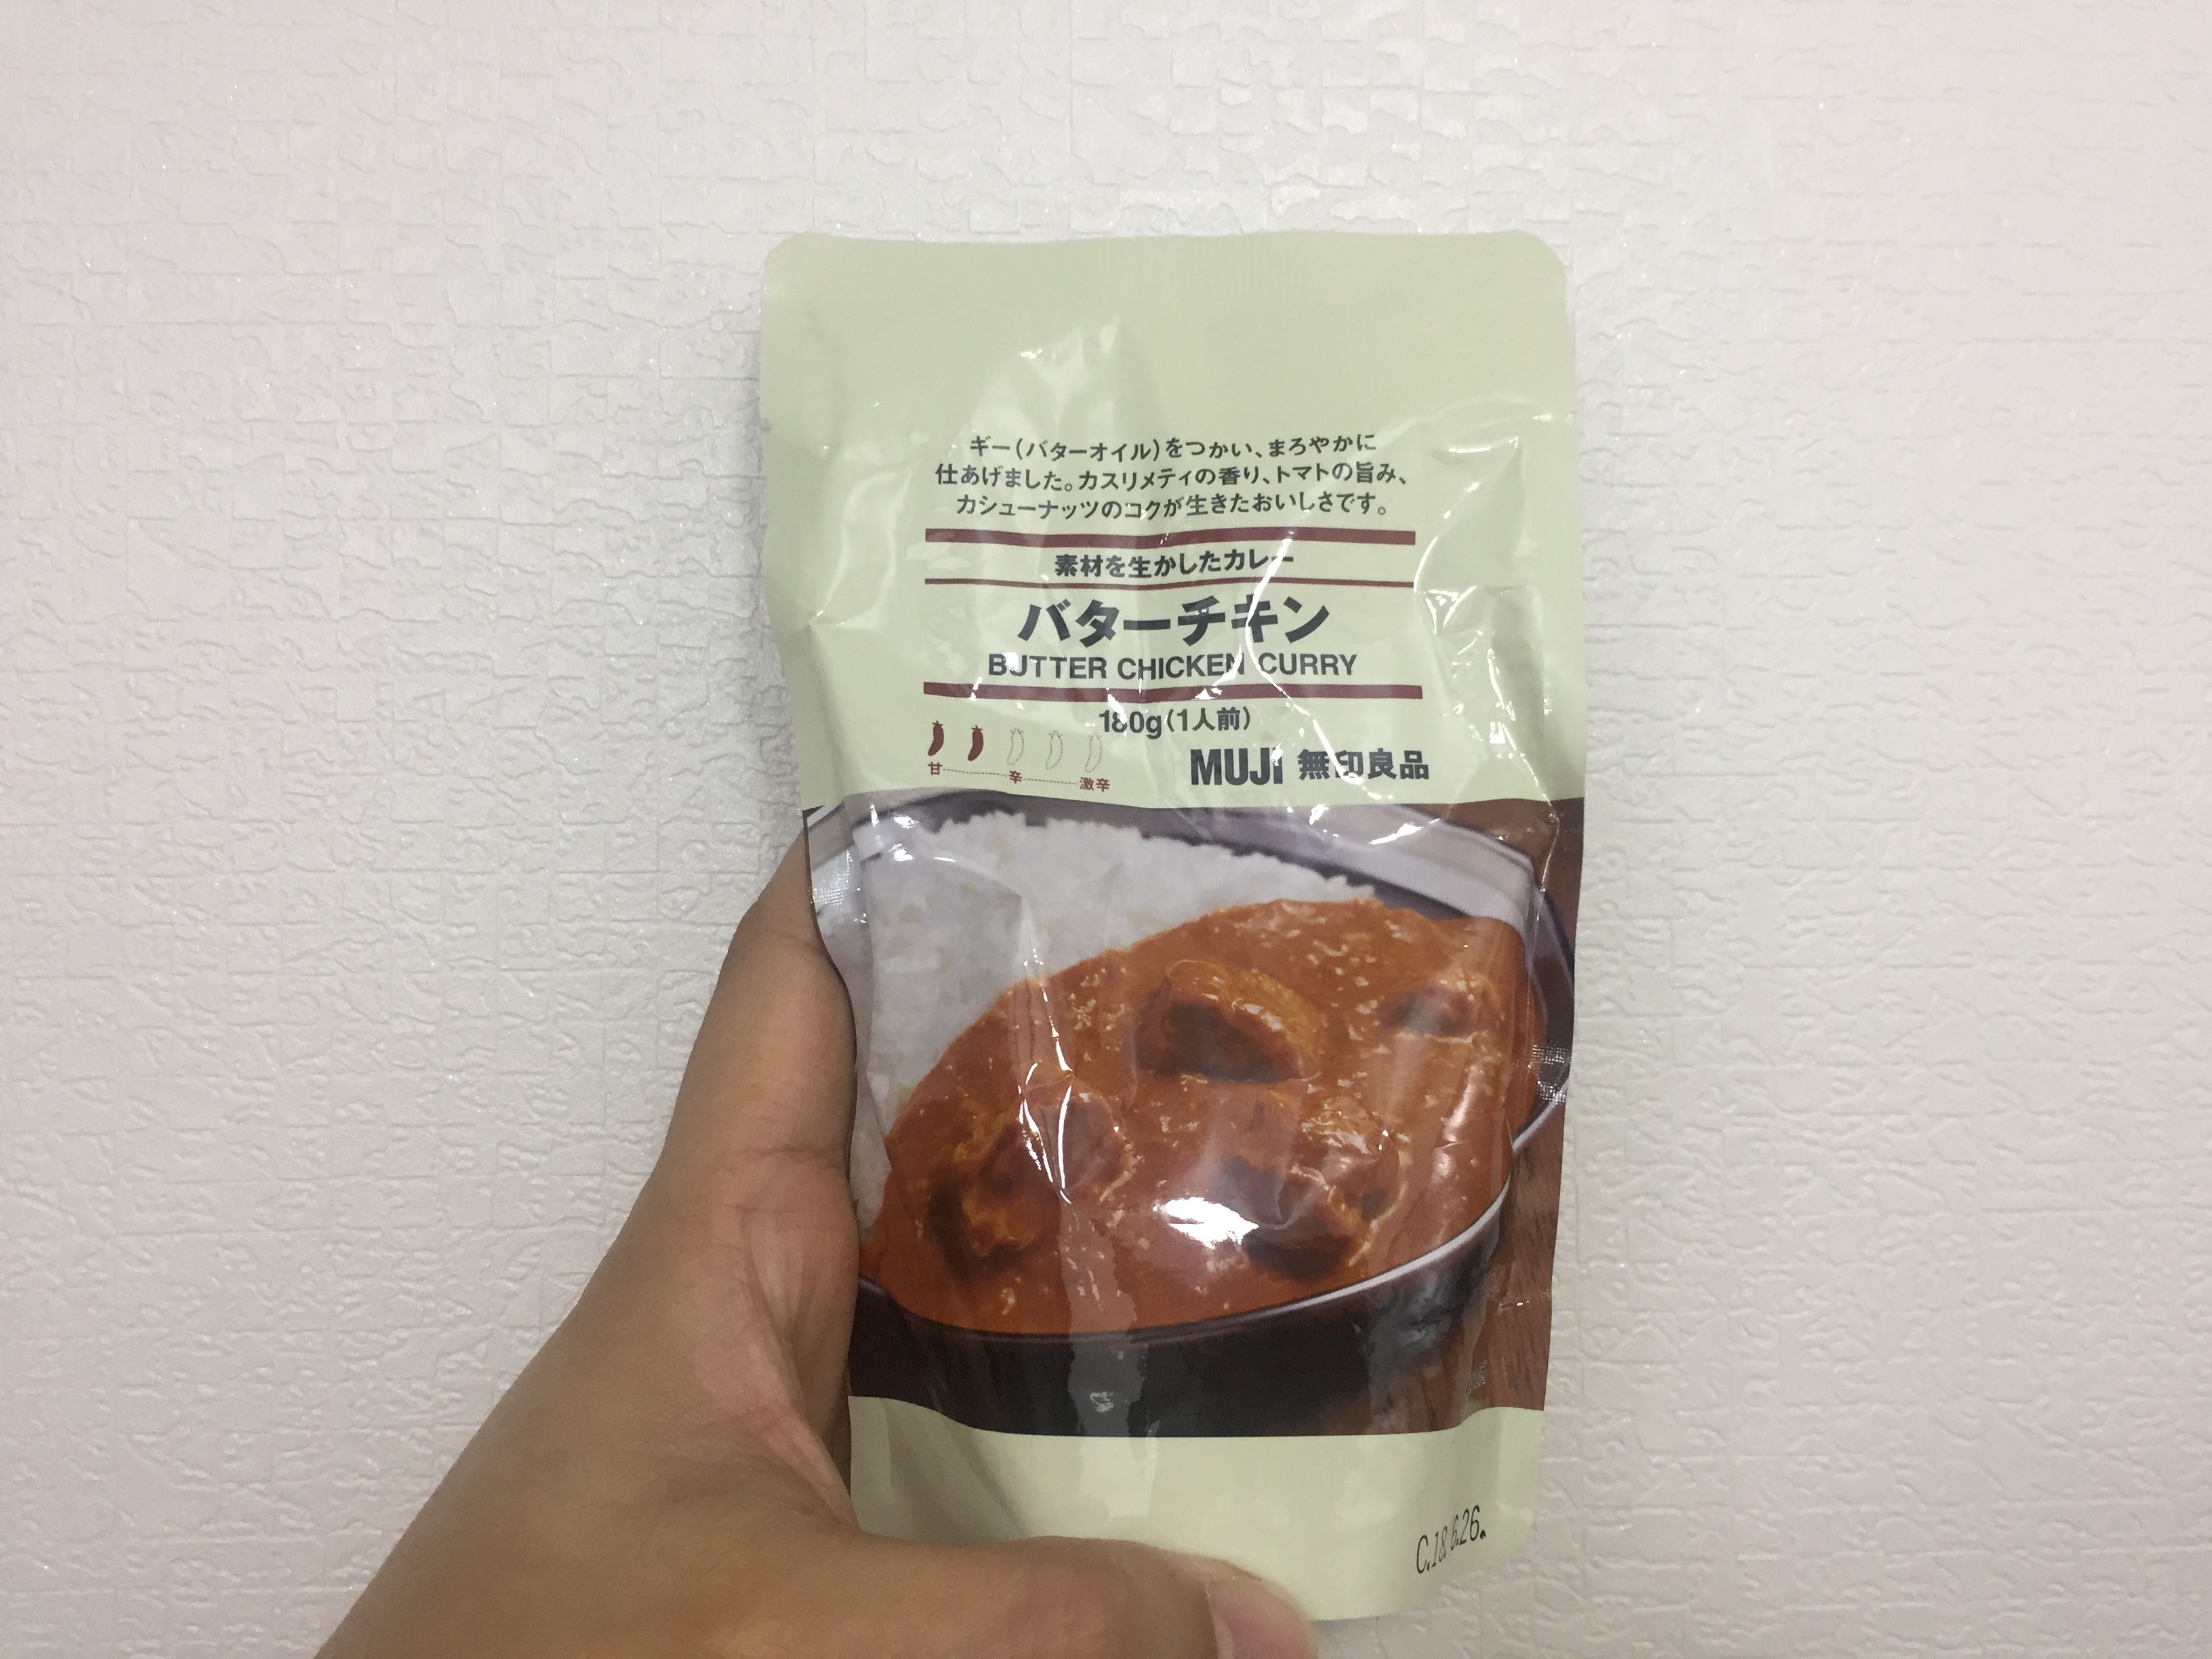 ギー（バターオイル）をつかい、まろやかに
仕あげました。カスリメティの香り、トマトの旨み、
カシューナッツのコクが生きたおいしさです。
素材を生かしたカレー
バターチキン
BUTTER CHICKEN CURRY
180g（1人前）
甘 辛 激辛
MUJI 無印良品
C.18.6.26.